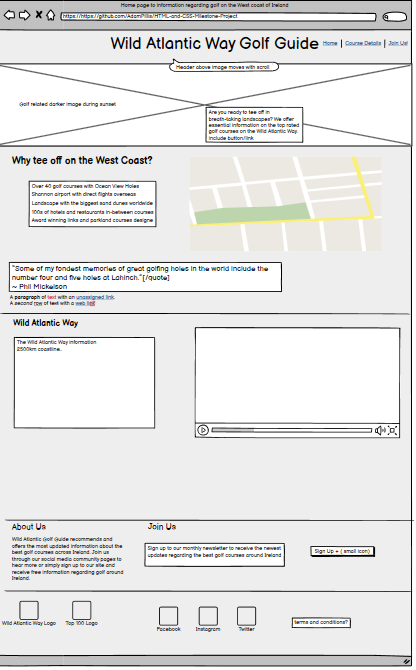 Home page to information regarding golf on the West coast of Ireland
https://https://github.com/AdamPillis/HTML-and-CSS-Milestone-Project
Wild Atlantic Way Golf Guide
Home | Course Details | Join Us!
Header above image moves with scroll
Golf related darker image during sunset
Are you ready to tee off in
breath-taking landscapes? We offer
essential information on the top rated
golf courses on the Wild Atlantic Way.
include button/link
Why tee off on the West Coast?
Over 40 golf courses with Ocean View Holes
Shannon airport with direct flights overseas
Landscape with the biggest sand dunes worldwide
100s of hotels and restaurants in-between courses
Award winning links and parkland courses designs
"Some of my fondest memories of great golfing holes in the world include the
number four and five holes at Lahinch."[/quote]
~ Phil Mickelson
A paragraph of text with an unassigned link.
A second row of text with a web link
Wild Atlantic Way
The Wild Atlantic Way information
2500km coastline.
About Us
Wild Atlantic Golf Guide recommends and
offers the most updated information about the
best golf courses across Ireland. Join us
through our social media community pages to
hear more or simply sign up to our site and
receive free information regarding golf around
Ireland.
Join Us
Sign up to our monthly newsletter to receive the newest
updates regarding the best golf courses around Ireland
Sign Up + ( small icon)
Wild Atlantic Way Logo
Top 100 Logo
Facebook
Instagram
Twitter
terms and conditions?